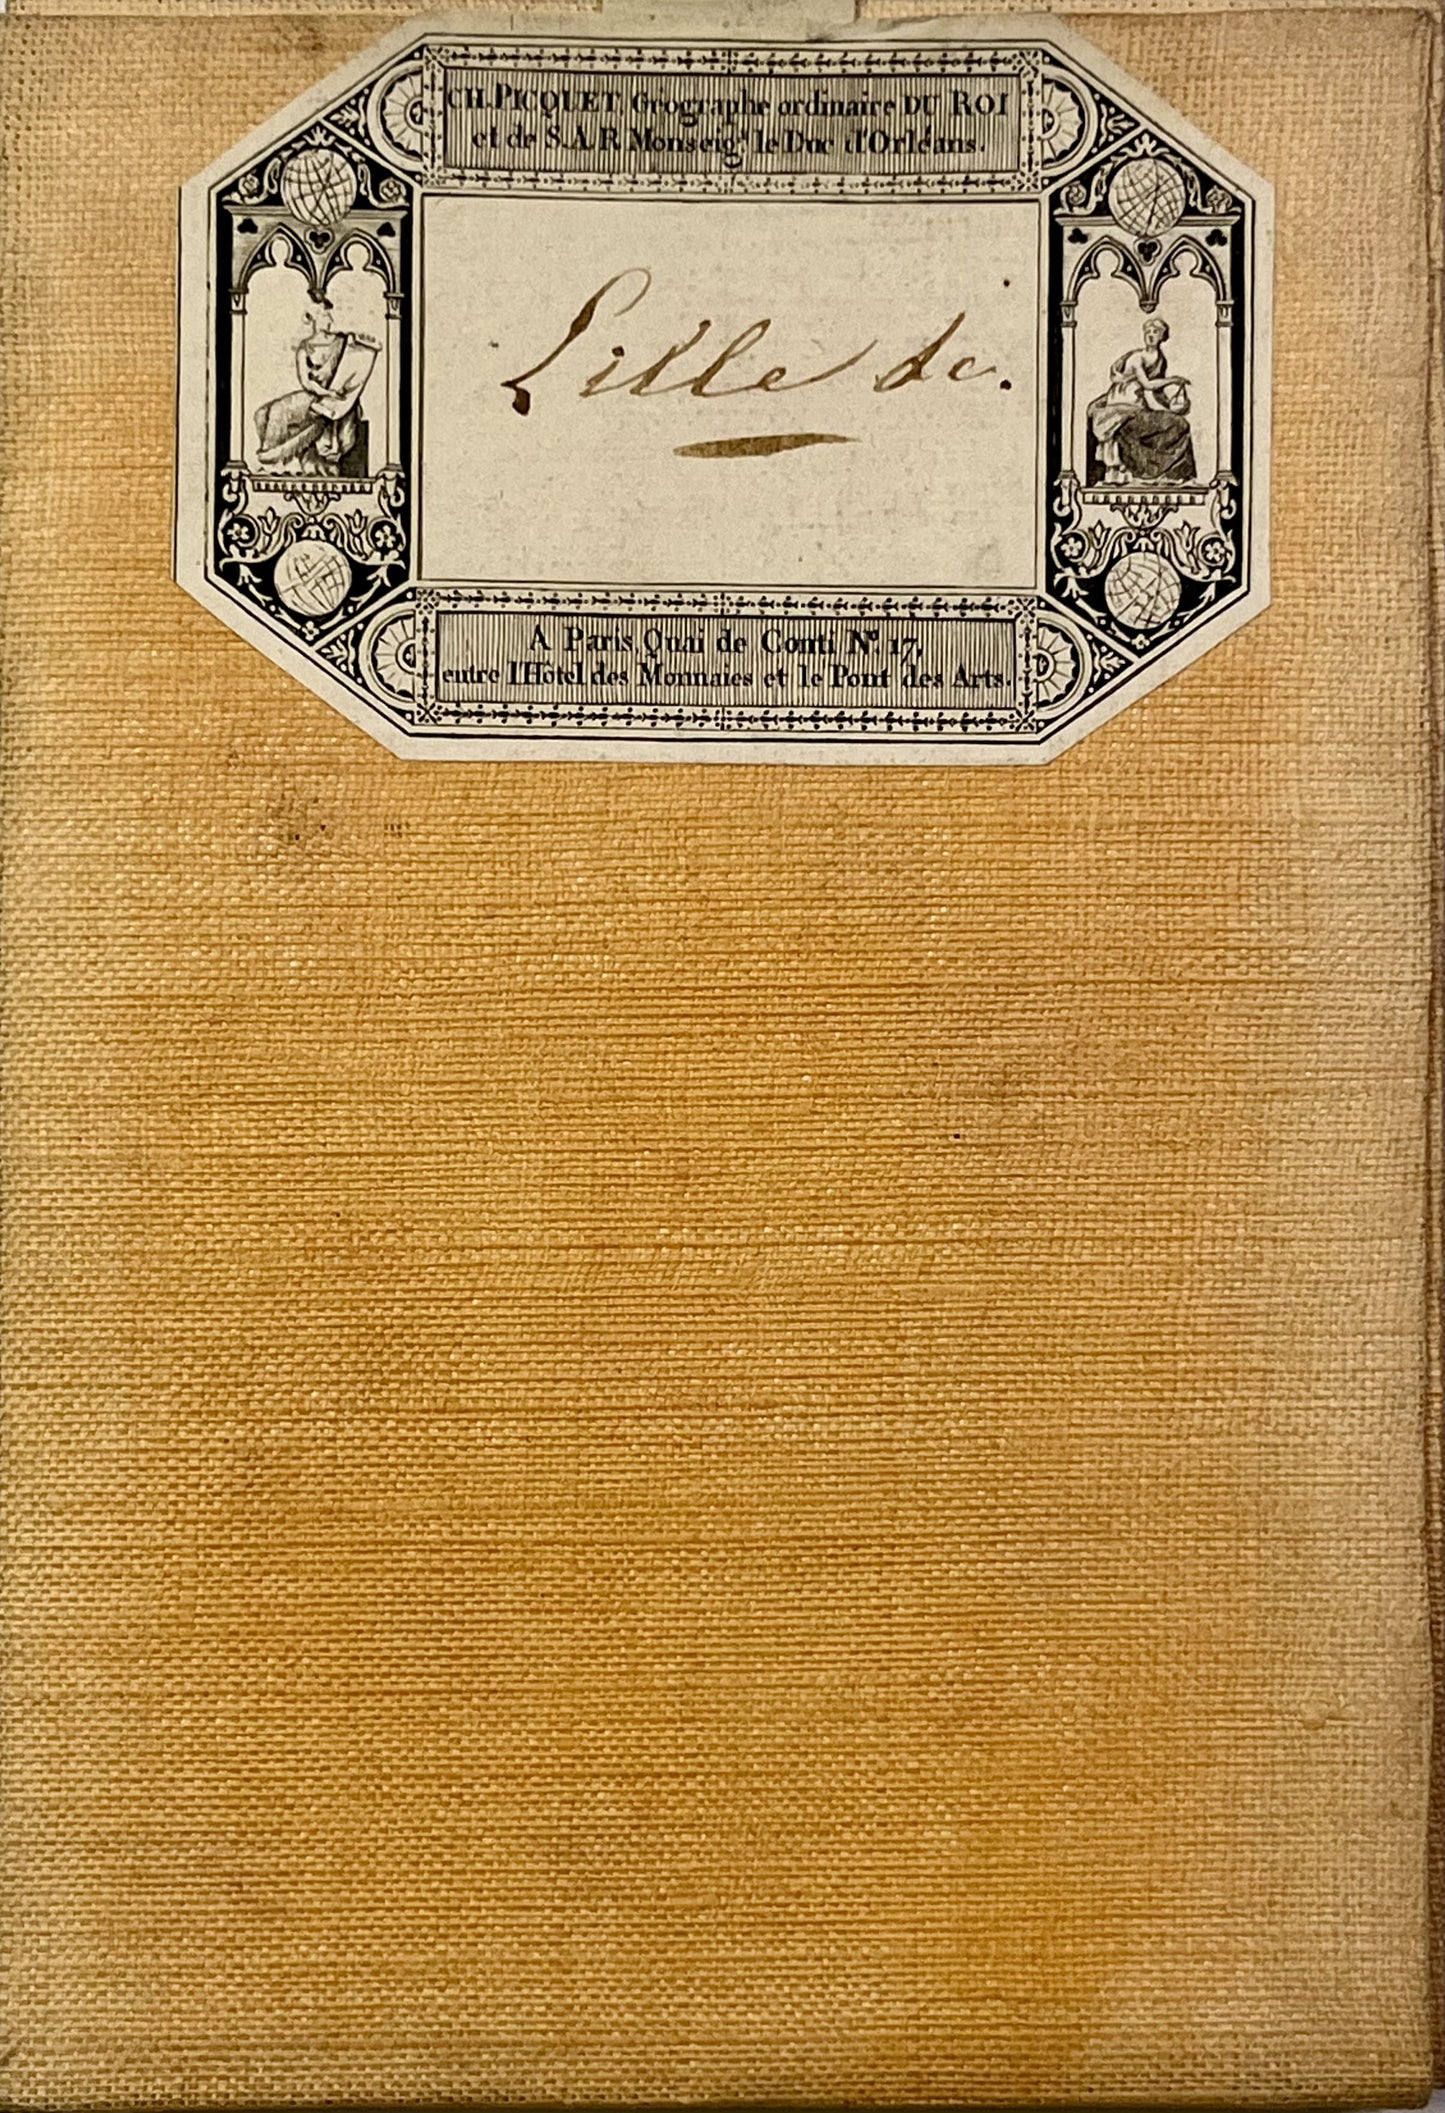 CH. PICQUET, Géographe ordinaire DU ROI
et de S.A.R Monseigr. le Duc d'Orléans.
Lille
A Paris, Quai de Conti No. 17,
entre l'Hôtel des Monnaies et le Pont des Arts.